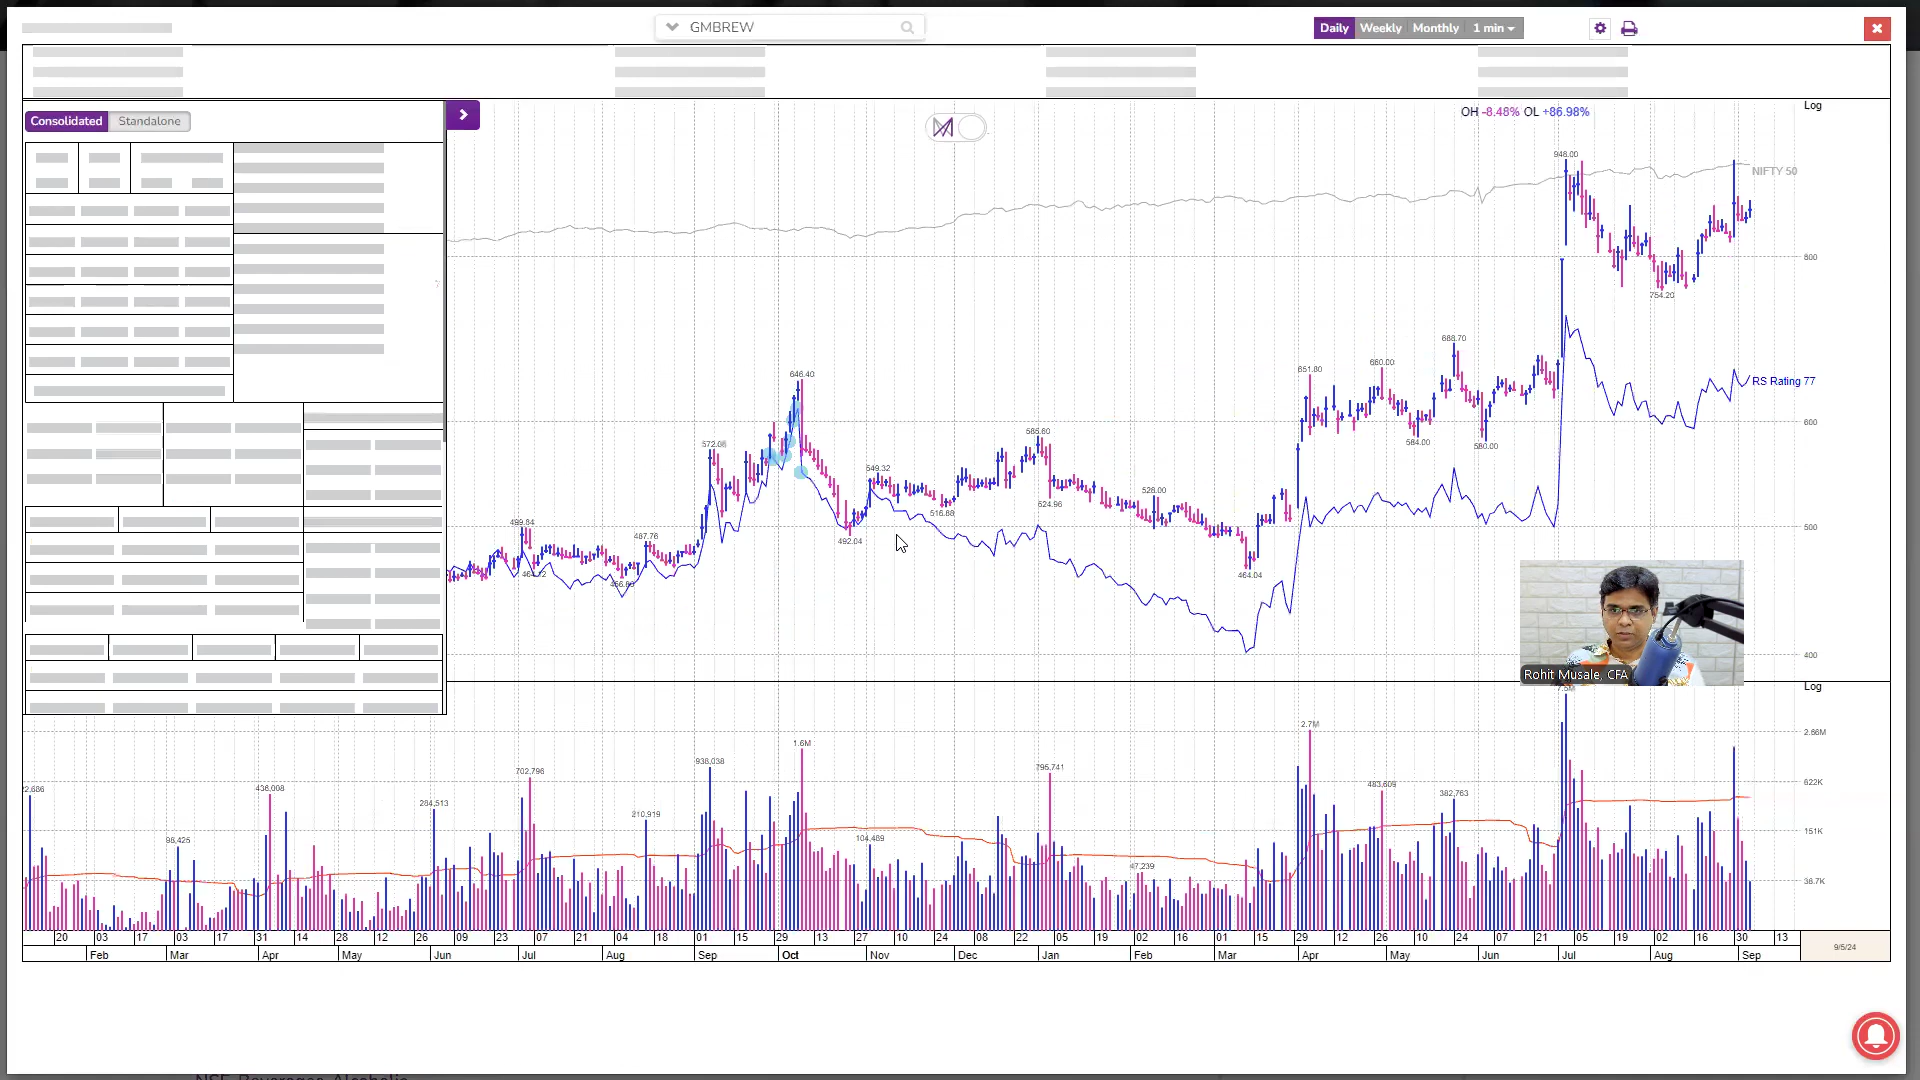 GMBREW
Daily Weekly Monthly 1 min
Consolidated Standalone
OH -8.48% OL +86.98%
Log
948.00
NIFTY 50
800
754.20
688.70
651.80
660.00
646.40
RS Rating 77
600
585.60
584.00
580.00
572.08
549.32
528.00
524.96
516.88
499.84
500
492.04
487.76
464.04
400
Rohit Musale, CFA
Log
2.7M
2.86M
1.6M
702,796
938,038
795,741
622K
436,008
483,609
382,763
284,513
210,919
151K
98,425
104,489
47,239
36.7K
20 03 17 03 17 31 14 28 12 26 09 23 07 21 04 18 01 15 29 13 27 10 24 08 22 05 19 02 16 01 15 29 12 26 10 24 07 21 05 19 02 16 30 13
Feb Mar Apr May Jun Jul Aug Sep Oct Nov Dec Jan Feb Mar Apr May Jun Jul Aug Sep
9/5/24